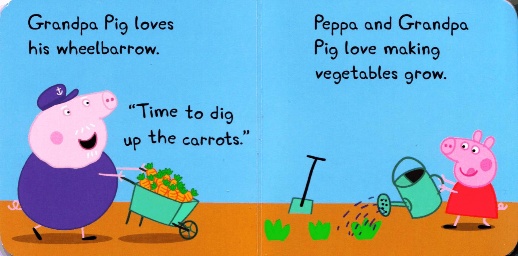 Grandpa Pig loves
his wheelbarrow.
"Time to dig
up the carrots."
Peppa and Grandpa
Pig love making
vegetables grow.